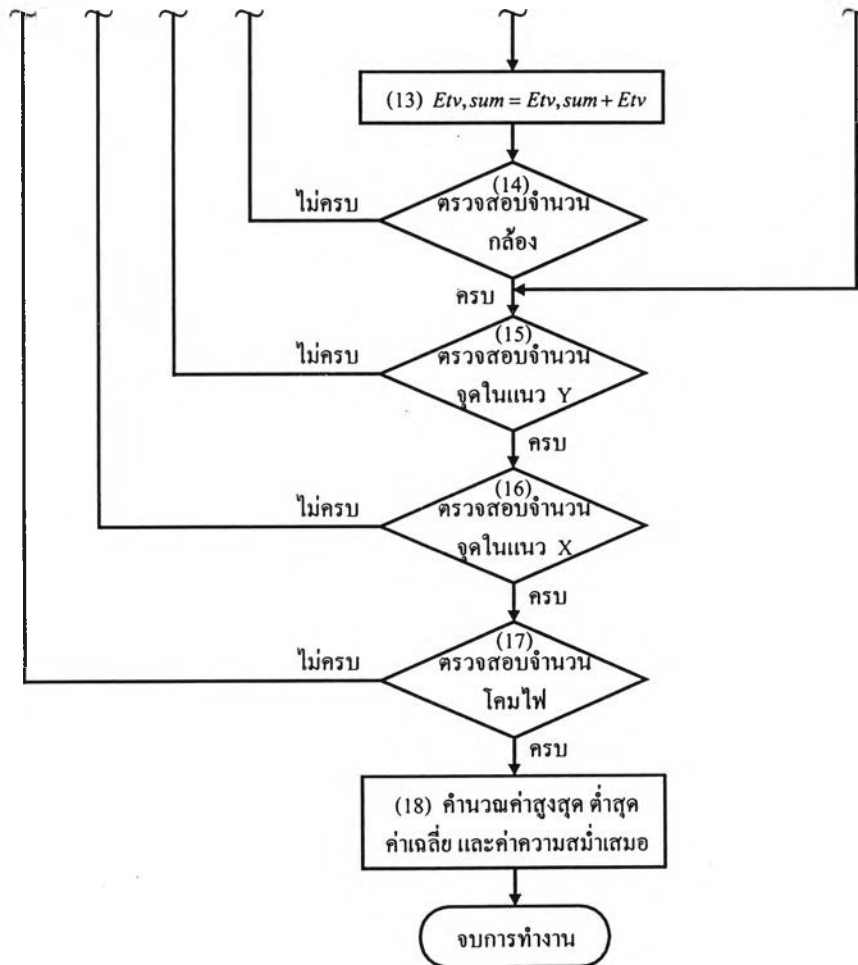 (13) Etv,sum = Etv,sum + Etv
(14)
ไม่ครบ
ตรวจสอบจำนวน
กล้อง
ครบ
(15)
ไม่ครบ
ตรวจสอบจำนวน
จุดในแนว Y
ครบ
(16)
ไม่ครบ
ตรวจสอบจำนวน
จุดในแนว X
ครบ
(17)
ไม่ครบ
ตรวจสอบจำนวน
โคมไฟ
ครบ
(18) คำนวณค่าสูงสุด ต่ำสุด
ค่าเฉลี่ย และค่าความสม่ำเสมอ
จบการทำงาน